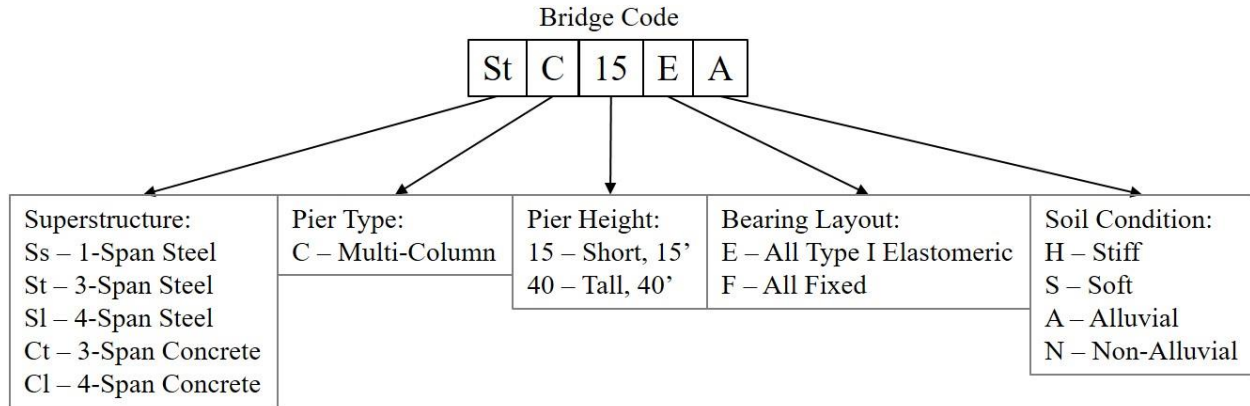 Bridge Code
St C 15 E A
Superstructure:
Ss – 1-Span Steel
St – 3-Span Steel
Sl – 4-Span Steel
Ct – 3-Span Concrete
Cl – 4-Span Concrete
Pier Type:
C – Multi-Column
Pier Height:
15 – Short, 15’
40 – Tall, 40’
Bearing Layout:
E – All Type I Elastomeric
F – All Fixed
Soil Condition:
H – Stiff
S – Soft
A – Alluvial
N – Non-Alluvial